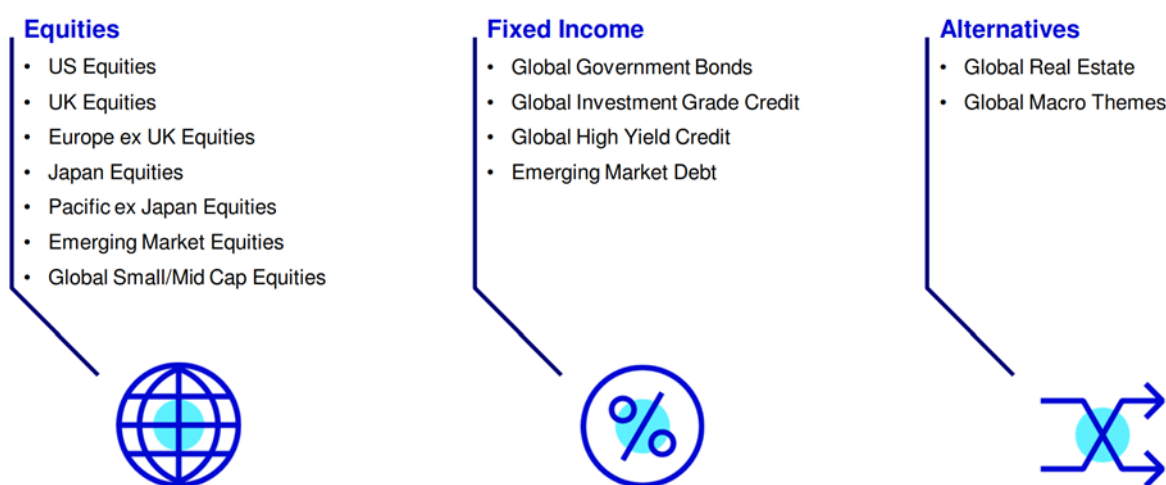 Equities
• US Equities
• UK Equities
• Europe ex UK Equities
• Japan Equities
• Pacific ex Japan Equities
• Emerging Market Equities
• Global Small/Mid Cap Equities
Fixed Income
• Global Government Bonds
• Global Investment Grade Credit
• Global High Yield Credit
• Emerging Market Debt
Alternatives
• Global Real Estate
• Global Macro Themes
%